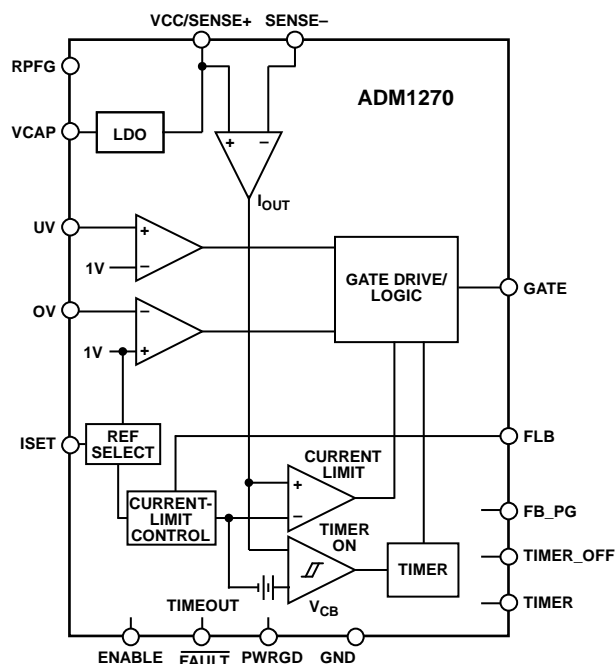 VCC/SENSE+ SENSE–
RPFG
ADM1270
VCAP
LDO
+ –
IOUT
UV
+
1V
–
GATE DRIVE/
LOGIC
GATE
OV
–
1V
+
ISET
REF
SELECT
FLB
CURRENT
LIMIT
+
–
CURRENT-
LIMIT
CONTROL
FB_PG
TIMER
ON
TIMER_OFF
TIMER
VCB
TIMER
TIMEOUT
ENABLE FAULT PWRGD GND